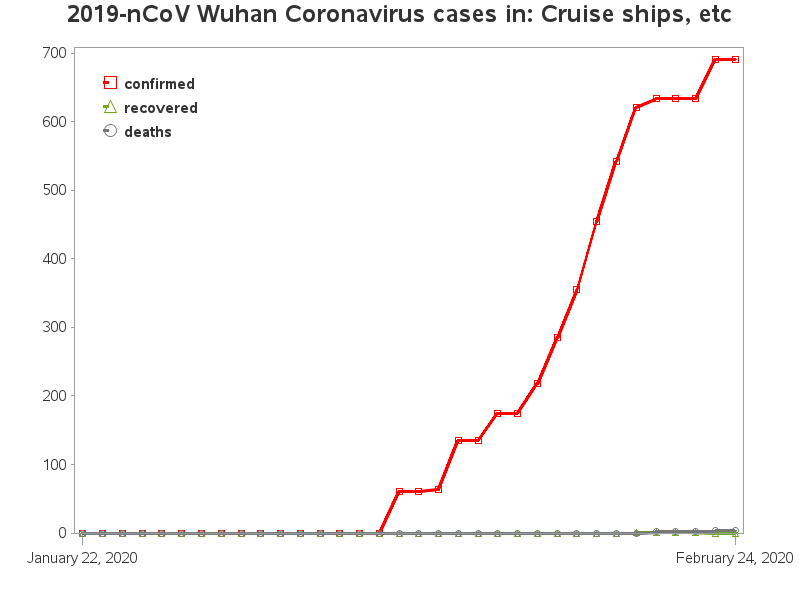 2019-nCoV Wuhan Coronavirus cases in: Cruise ships, etc
confirmed
recovered
deaths
700
600
500
400
300
200
100
0
January 22, 2020
February 24, 2020